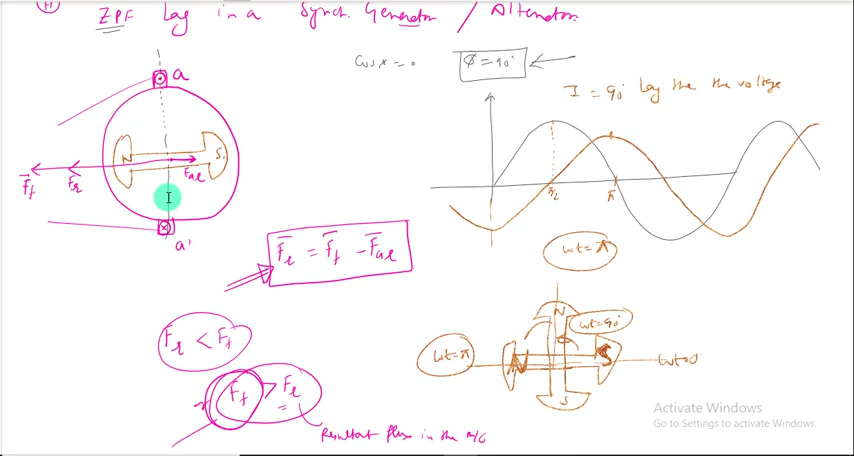 (H) ZPF Lag in a Synch. Generator / Alternator
Cos φ = 0 φ = 90°
I = 90° lag the the voltage
a
N S
F̄f Fr Far
a'
π/2 π
F̄r = F̄f - F̄ar
ωt = π
Fr < Ff
Ff > Fr
=
Resultant flux in the m/c
N
ωt=90°
ωt=π N S ωt=0
S
Activate Windows
Go to Settings to activate Windows.